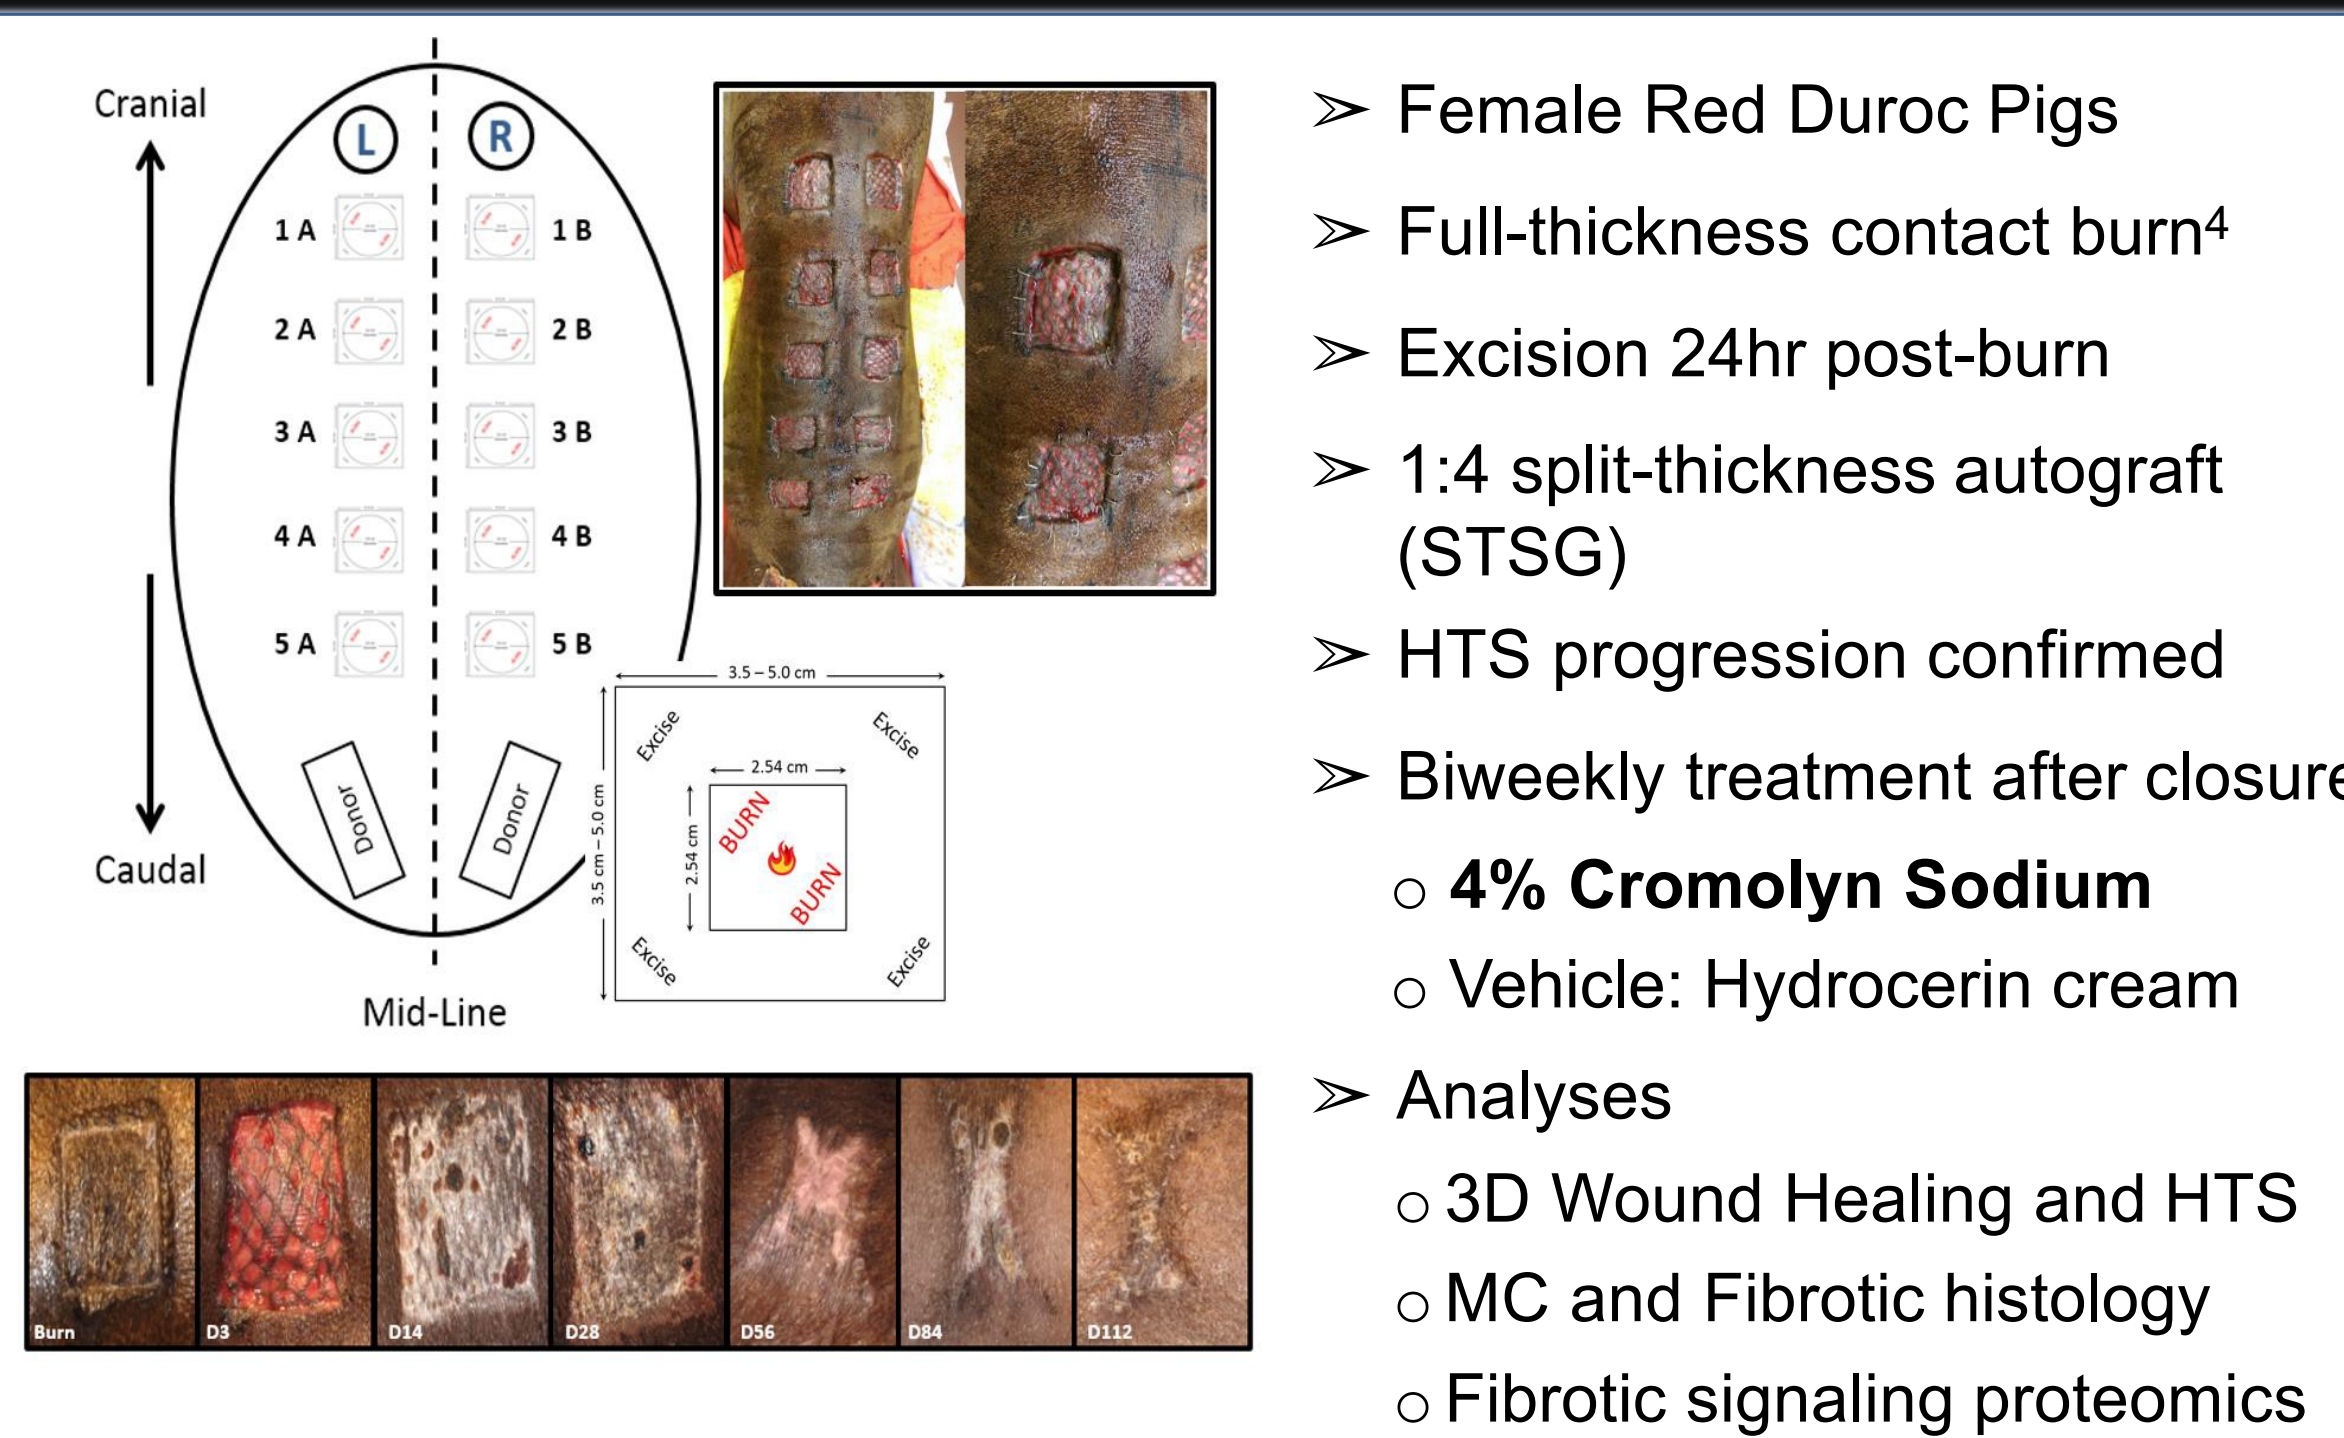 Cranial
L
R
1 A
1 B
2 A
2 B
3 A
3 B
4 A
4 B
5 A
5 B
Donor
Donor
Caudal
Mid-Line
3.5 – 5.0 cm
3.5 cm – 5.0 cm
Excise
Excise
2.54 cm
2.54 cm
BURN
BURN
Excise
Excise
Burn
D3
D14
D28
D56
D84
D112
➢ Female Red Duroc Pigs
➢ Full-thickness contact burn⁴
➢ Excision 24hr post-burn
➢ 1:4 split-thickness autograft
(STSG)
➢ HTS progression confirmed
➢ Biweekly treatment after closure
o 4% Cromolyn Sodium
o Vehicle: Hydrocerin cream
➢ Analyses
o 3D Wound Healing and HTS
o MC and Fibrotic histology
o Fibrotic signaling proteomics